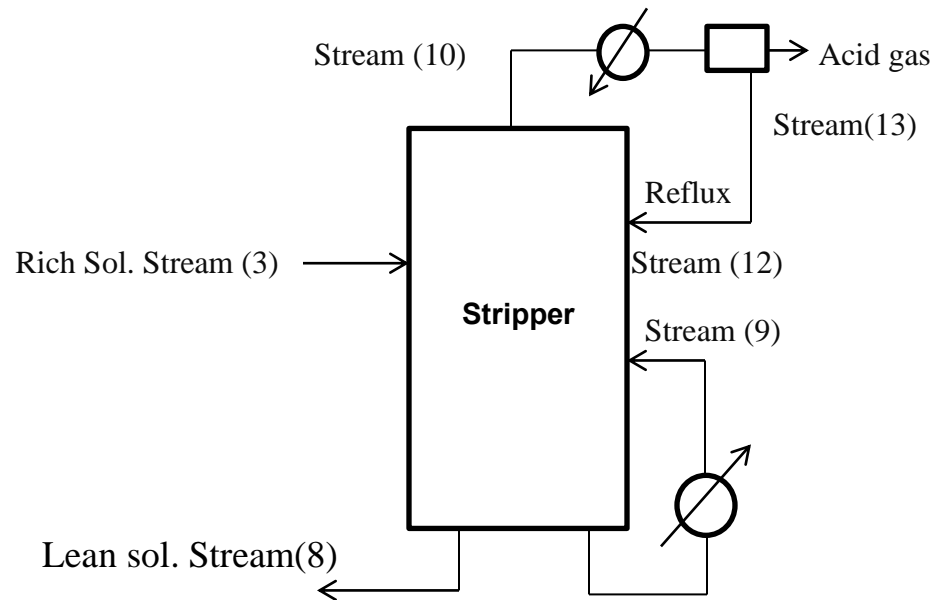 Stream (10)
Acid gas
Stream(13)
Reflux
Rich Sol. Stream (3)
Stream (12)
Stripper
Stream (9)
Lean sol. Stream(8)